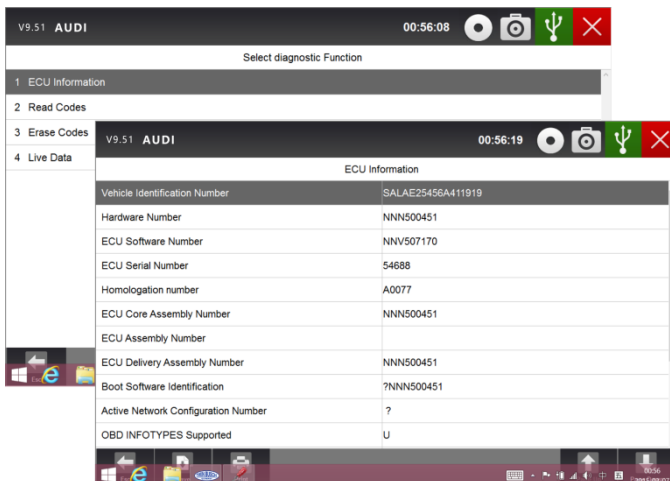 V9.51 AUDI 00:56:08
Select diagnostic Function
1 ECU Information
2 Read Codes
3 Erase Codes
4 Live Data
V9.51 AUDI 00:56:19
ECU Information
Vehicle Identification Number SALAE25456A411919
Hardware Number NNN500451
ECU Software Number NNV507170
ECU Serial Number 54688
Homologation number A0077
ECU Core Assembly Number NNN500451
ECU Assembly Number
ECU Delivery Assembly Number NNN500451
Boot Software Identification ?NNN500451
Active Network Configuration Number ?
OBD INFOTYPES Supported U
中
00:56